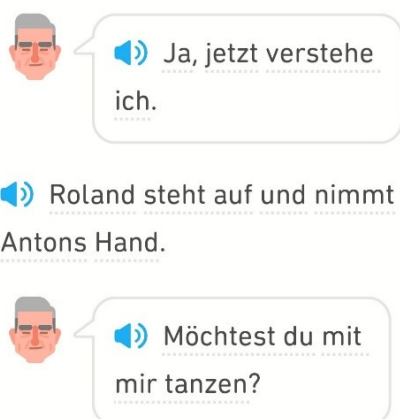 Ja, jetzt verstehe
ich.
Roland steht auf und nimmt
Antons Hand.
Möchtest du mit
mir tanzen?